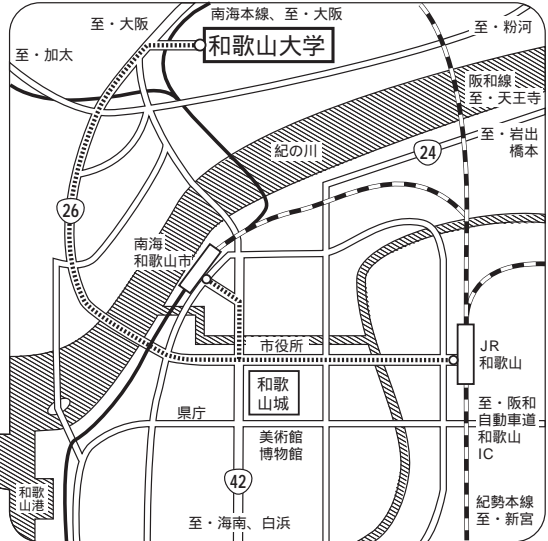 南海本線、至・大阪
至・大阪
至・粉河
和歌山大学
至・加太
阪和線
至・天王寺
至・岩出
橋本
紀の川
24
26
南海
和歌山市
市役所
JR
和歌山
和歌
山城
県庁
至・阪和
自動車道
和歌山
IC
美術館
博物館
42
和歌
山港
紀勢本線
至・新宮
至・海南、白浜